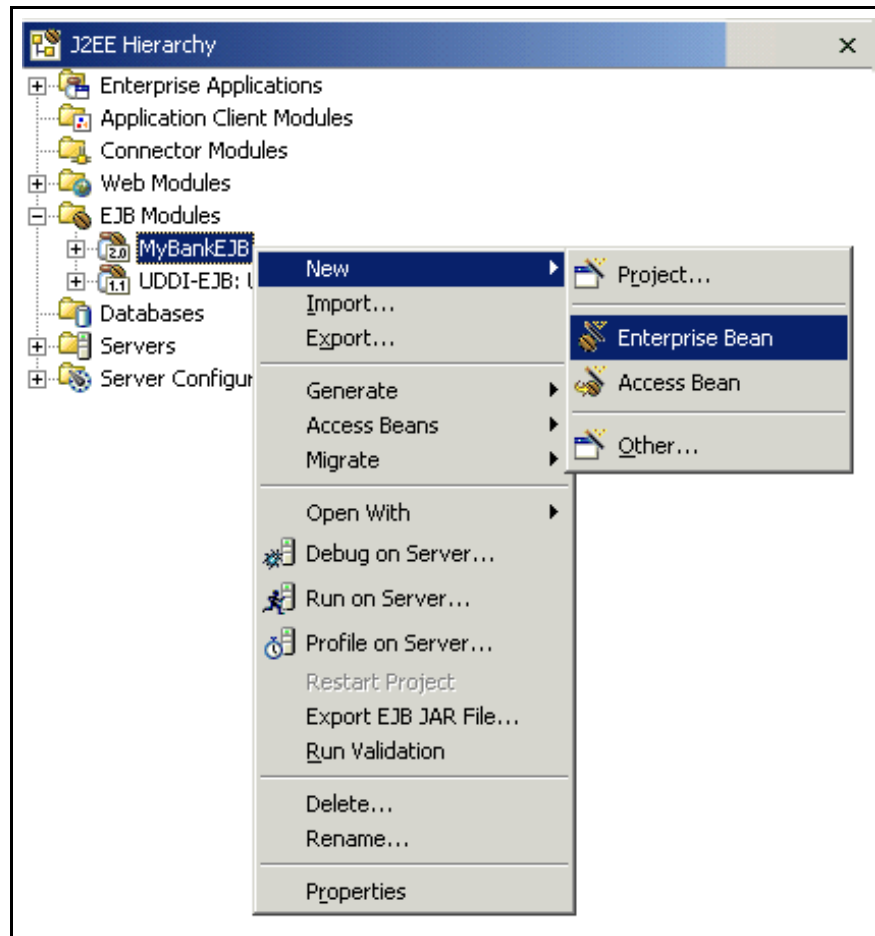 J2EE Hierarchy
Enterprise Applications
Application Client Modules
Connector Modules
Web Modules
EJB Modules
2.0 MyBankEJB
1.1 UDDI-EJB:
Databases
Servers
Server Configur
New
Import...
Export...
Generate
Access Beans
Migrate
Open With
Debug on Server...
Run on Server...
Profile on Server...
Restart Project
Export EJB JAR File...
Run Validation
Delete...
Rename...
Properties
Project...
Enterprise Bean
Access Bean
Other...